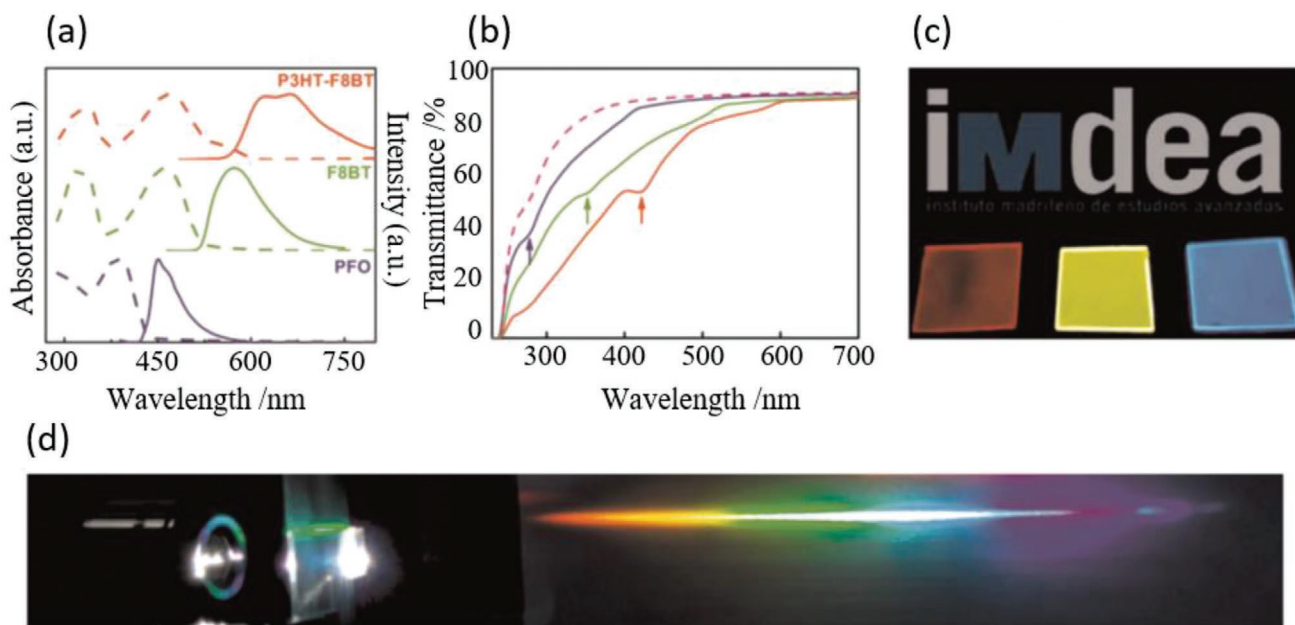 (a)
P3HT-F8BT
F8BT
PFO
Absorbance (a.u.)
Intensity (a.u.)
300 450 600 750
Wavelength /nm
(b)
100
80
60
40
20
0
Transmittance /%
300 400 500 600 700
Wavelength /nm
(c)
iMdea
instituto madrileno de estudios avanzados
(d)